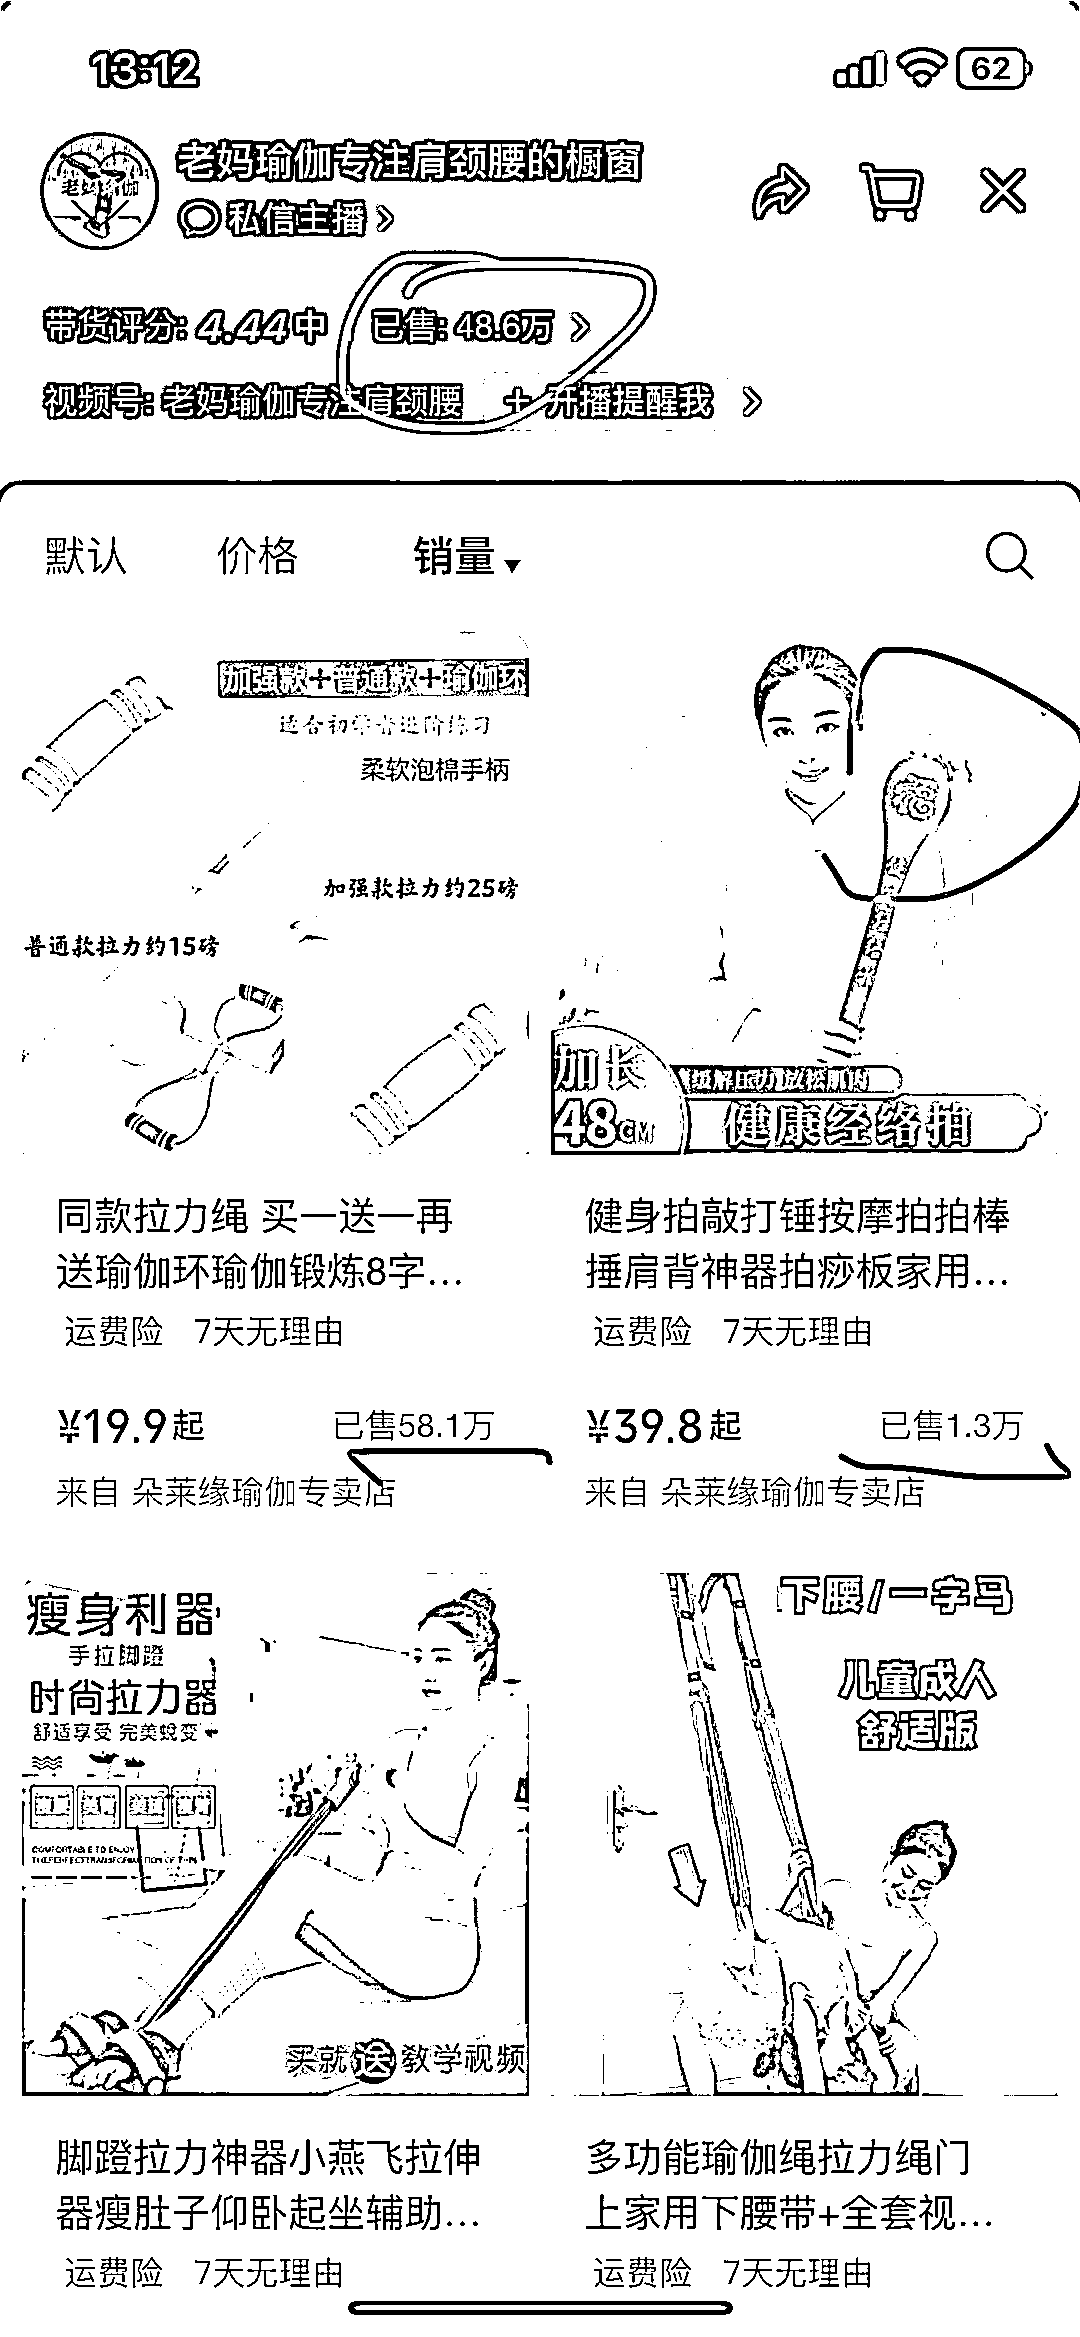 13:12
62
老妈瑜伽专注肩颈腰的橱窗
私信主播 >
带货评分: 4.44 中 已售: 48.6万 >
视频号: 老妈瑜伽专注肩颈腰 + 开播提醒我 >
默认 价格 销量
加强款+普通款+瑜伽环
适合初学者进阶练习
柔软泡棉手柄
加强款拉力约25磅
普通款拉力约15磅
加长
48CM
缓解压力 放松肌肉
健康经络拍
同款拉力绳 买一送一再
送瑜伽环瑜伽锻炼8字...
运费险 7天无理由
¥19.9起 已售58.1万
来自 朵莱缘瑜伽专卖店
健身拍敲打锤按摩拍拍棒
捶肩背神器拍痧板家用...
运费险 7天无理由
¥39.8起 已售1.3万
来自 朵莱缘瑜伽专卖店
瘦身利器
手拉脚蹬
时尚拉力器
舒适享受 完美蜕变
COMFORTABLE TO ENJOY
买就送教学视频
下腰/一字马
儿童成人
舒适版
脚蹬拉力神器小燕飞拉伸
器瘦肚子仰卧起坐辅助...
运费险 7天无理由
多功能瑜伽绳拉力绳门
上家用下腰带+全套视...
运费险 7天无理由